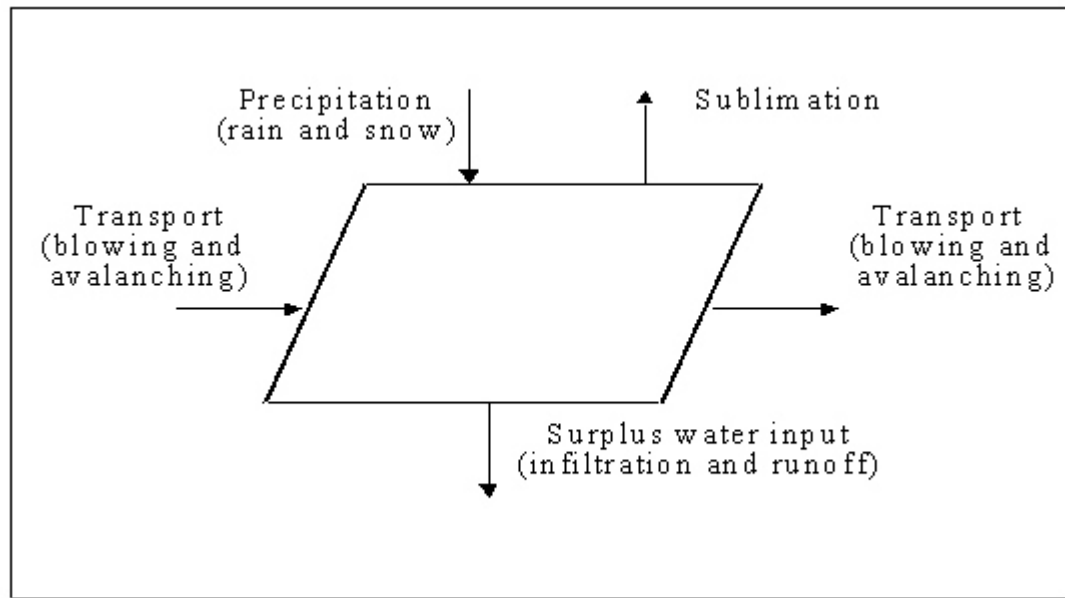 Precipitation
(rain and snow)
Sublimation
Transport
(blowing and
avalanching)
Transport
(blowing and
avalanching)
Surplus water input
(infiltration and runoff)